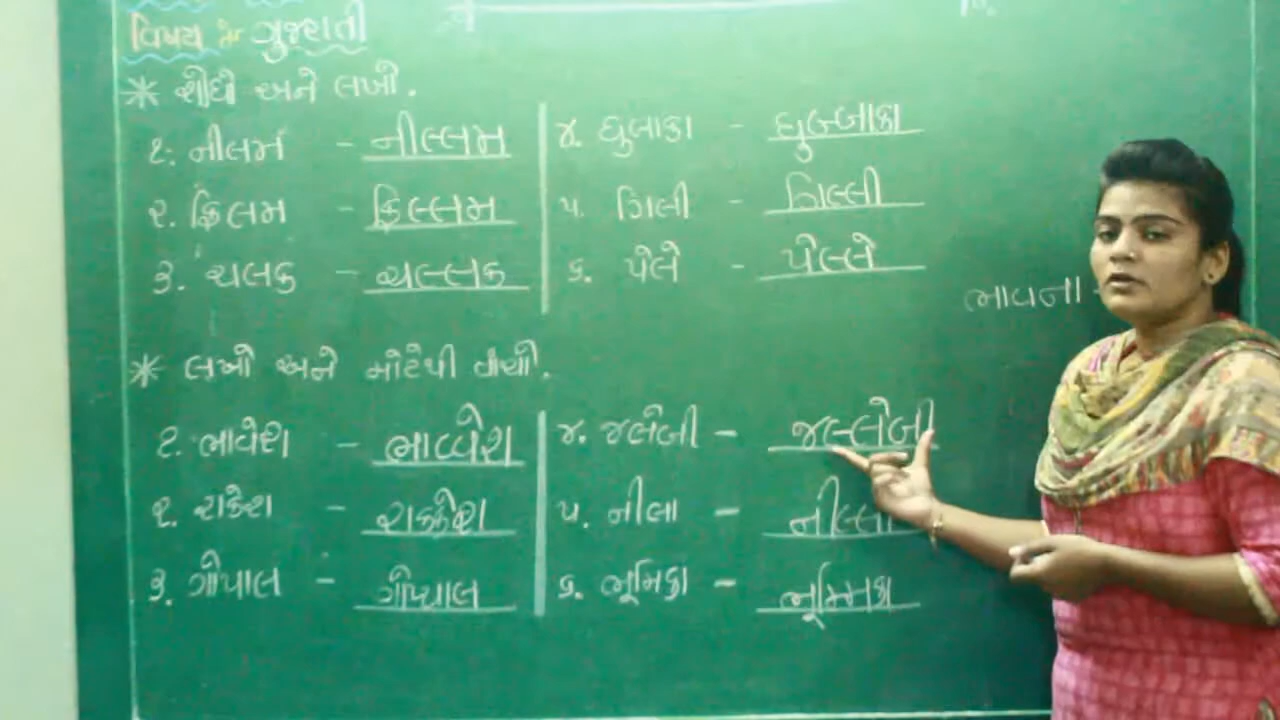 વિષય ગુજરાતી
* શોધો અને લખો.
૧. નીલમ - નીલ્લમ
૨. ફિલમ - ફિલ્લમ
૩. ચલક - ચલ્લક
૪. ધુબાકા - ધુબ્બાકા
૫. ગિલી - ગિલ્લી
૬. પેલે - પેલ્લે
ભાવના -
* લખો અને મોટેથી વાંચો.
૧. ભાવેશ - ભાવ્વેશ
૨. રાકેશ - રાક્કેશ
૩. ગોપાલ - ગોપ્પાલ
૪. જલેબી - જલ્લેબી
૫. નીલા - નીલ્લા
૬. ભૂમિકા - ભૂમ્મિકા